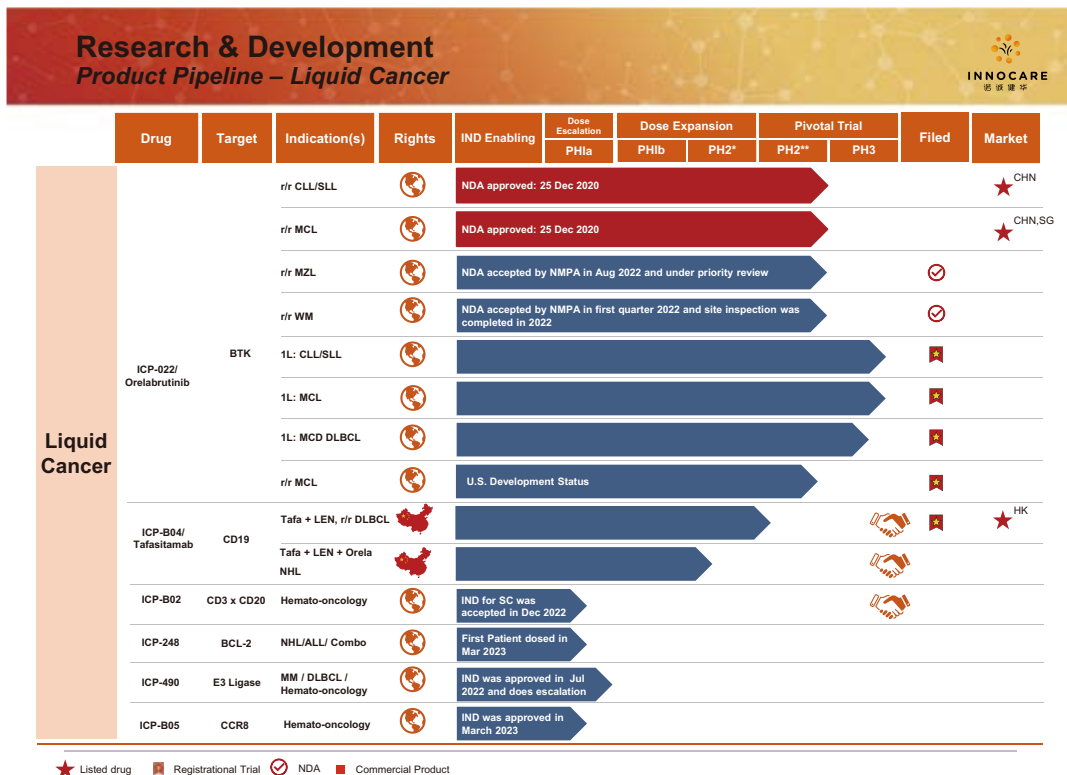 Research & Development
Product Pipeline – Liquid Cancer
INNOCARE
诺诚健华
Drug
Target
Indication(s)
Rights
IND Enabling
Dose
Escalation
PHIa
Dose Expansion
PHIb
PH2*
Pivotal Trial
PH2**
PH3
Filed
Market
Liquid
Cancer
ICP-022/
Orelabrutinib
BTK
r/r CLL/SLL
NDA approved: 25 Dec 2020
CHN
r/r MCL
NDA approved: 25 Dec 2020
CHN,SG
r/r MZL
NDA accepted by NMPA in Aug 2022 and under priority review
r/r WM
NDA accepted by NMPA in first quarter 2022 and site inspection was
completed in 2022
1L: CLL/SLL
1L: MCL
1L: MCD DLBCL
r/r MCL
U.S. Development Status
ICP-B04/
Tafasitamab
CD19
Tafa + LEN, r/r DLBCL
HK
Tafa + LEN + Orela
NHL
ICP-B02
CD3 x CD20
Hemato-oncology
IND for SC was
accepted in Dec 2022
ICP-248
BCL-2
NHL/ALL/ Combo
First Patient dosed in
Mar 2023
ICP-490
E3 Ligase
MM / DLBCL /
Hemato-oncology
IND was approved in Jul
2022 and does escalation
ICP-B05
CCR8
Hemato-oncology
IND was approved in
March 2023
Listed drug
Registrational Trial
NDA
Commercial Product